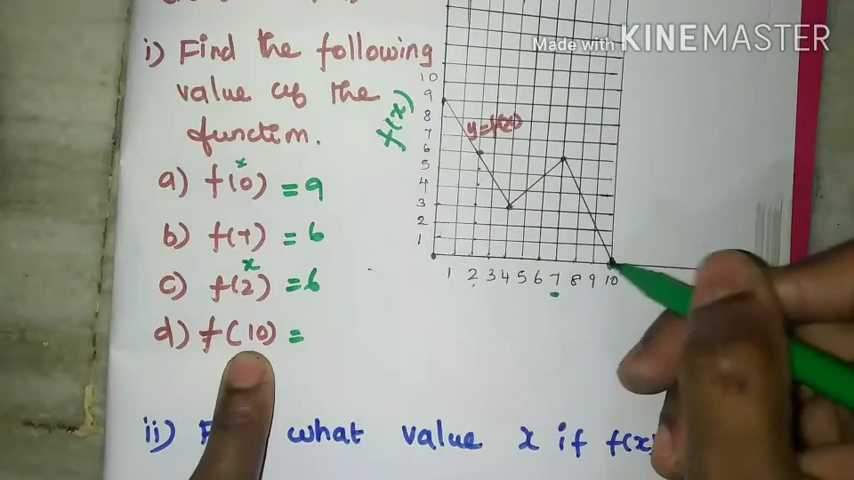 Made with KINEMASTER
i) Find the following
value of the
function.
a) f(0) = 9
x
b) f(7) = 6
c) f(2) = 6
x
d) f(10) =
ii) what value x if f(x)
f(x)
y=f(x)
10
9
8
7
6
5
4
3
2
1
1 2 3 4 5 6 7 8 9 10